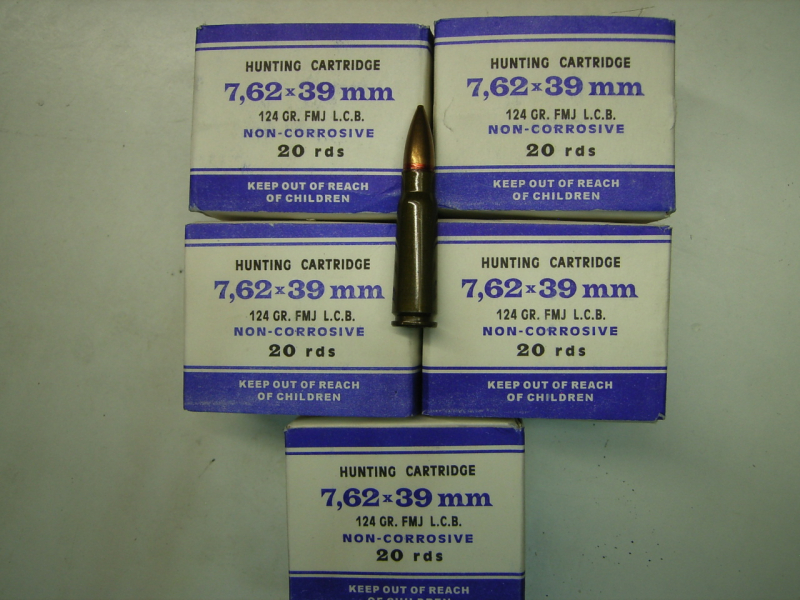 HUNTING CARTRIDGE
7,62 x 39 mm
124 GR. FMJ L.C.B.
NON-CORROSIVE
20 rds
KEEP OUT OF REACH
OF CHILDREN
HUNTING CARTRIDGE
7,62 x 39 mm
124 GR. FMJ L.C.B.
NON-CORROSIVE
20 rds
KEEP OUT OF REACH
OF CHILDREN
HUNTING CARTRIDGE
7,62 x 39 mm
124 GR. FMJ L.C.B.
NON-CORROSIVE
20 rds
KEEP OUT OF REACH
OF CHILDREN
HUNTING CARTRIDGE
7,62 x 39 mm
124 GR. FMJ L.C.B.
NON-CORROSIVE
20 rds
KEEP OUT OF REACH
OF CHILDREN
HUNTING CARTRIDGE
7,62 x 39 mm
124 GR. FMJ L.C.B.
NON-CORROSIVE
20 rds
KEEP OUT OF REACH
OF CHILDREN